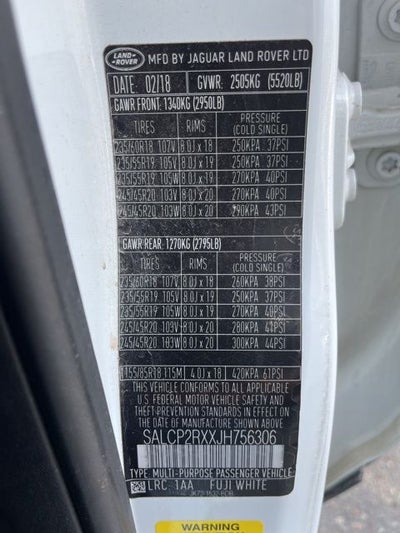 LAND ROVER
MFD BY JAGUAR LAND ROVER LTD
DATE: 02/18 GVWR: 2505KG (5520LB)
GAWR FRONT: 1340KG (2950LB)
TIRES RIMS PRESSURE (COLD SINGLE)
235/60R18 107V 8.0J x 18 250KPA 37PSI
235/55R19 105V 8.0J x 19 250KPA 37PSI
235/55R19 105W 8.0J x 19 270KPA 40PSI
245/45R20 103V 8.0J x 20 270KPA 40PSI
245/45R20 103W 8.0J x 20 290KPA 43PSI
GAWR REAR: 1270KG (2795LB)
TIRES RIMS PRESSURE (COLD SINGLE)
235/60R18 107V 8.0J x 18 260KPA 38PSI
235/55R19 105V 8.0J x 19 250KPA 37PSI
235/55R19 105W 8.0J x 19 270KPA 40PSI
245/45R20 103V 8.0J x 20 280KPA 41PSI
245/45R20 103W 8.0J x 20 300KPA 44PSI
T155/85R18 115M 4.0J x 18 420KPA 61PSI
THIS VEHICLE CONFORMS TO ALL APPLICABLE
U.S. FEDERAL MOTOR VEHICLE SAFETY
STANDARDS IN EFFECT ON THE
DATE OF MANUFACTURE SHOWN ABOVE
SALCP2RXXJH756306
TYPE: MULTI-PURPOSE PASSENGER VEHICLE
LRC 1AA FUJI WHITE
WARNING